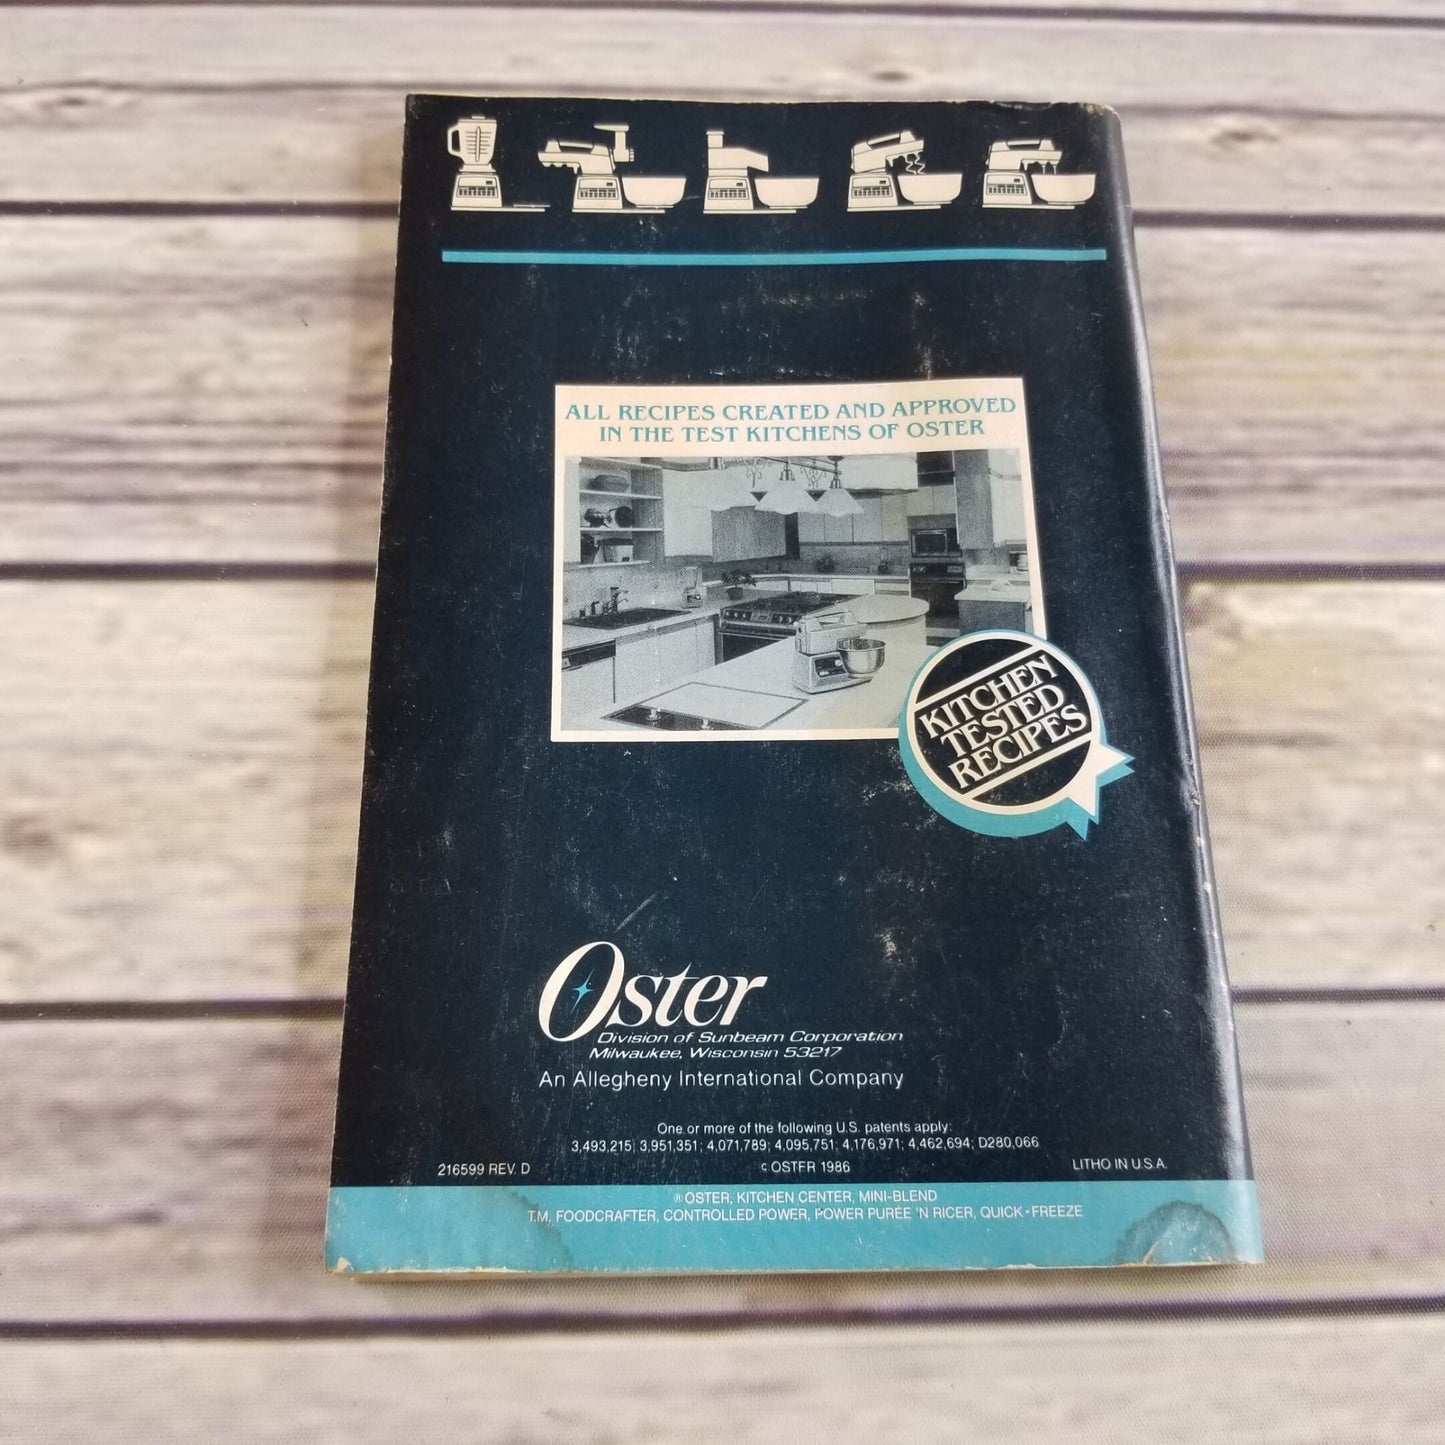 ALL RECIPES CREATED AND APPROVED
IN THE TEST KITCHENS OF OSTER
KITCHEN
TESTED
RECIPES
Oster
Division of Sunbeam Corporation
Milwaukee, Wisconsin 53217
An Allegheny International Company
One or more of the following U.S. patents apply:
3,493,215; 3,951,351; 4,071,789; 4,095,751; 4,176,971; 4,462,694; D280,066
216599 REV. D
© OSTER 1986
LITHO IN U.S.A.
® OSTER, KITCHEN CENTER, MINI-BLEND
T.M. FOODCRAFTER, CONTROLLED POWER, POWER PURÉE 'N RICER, QUICK•FREEZE